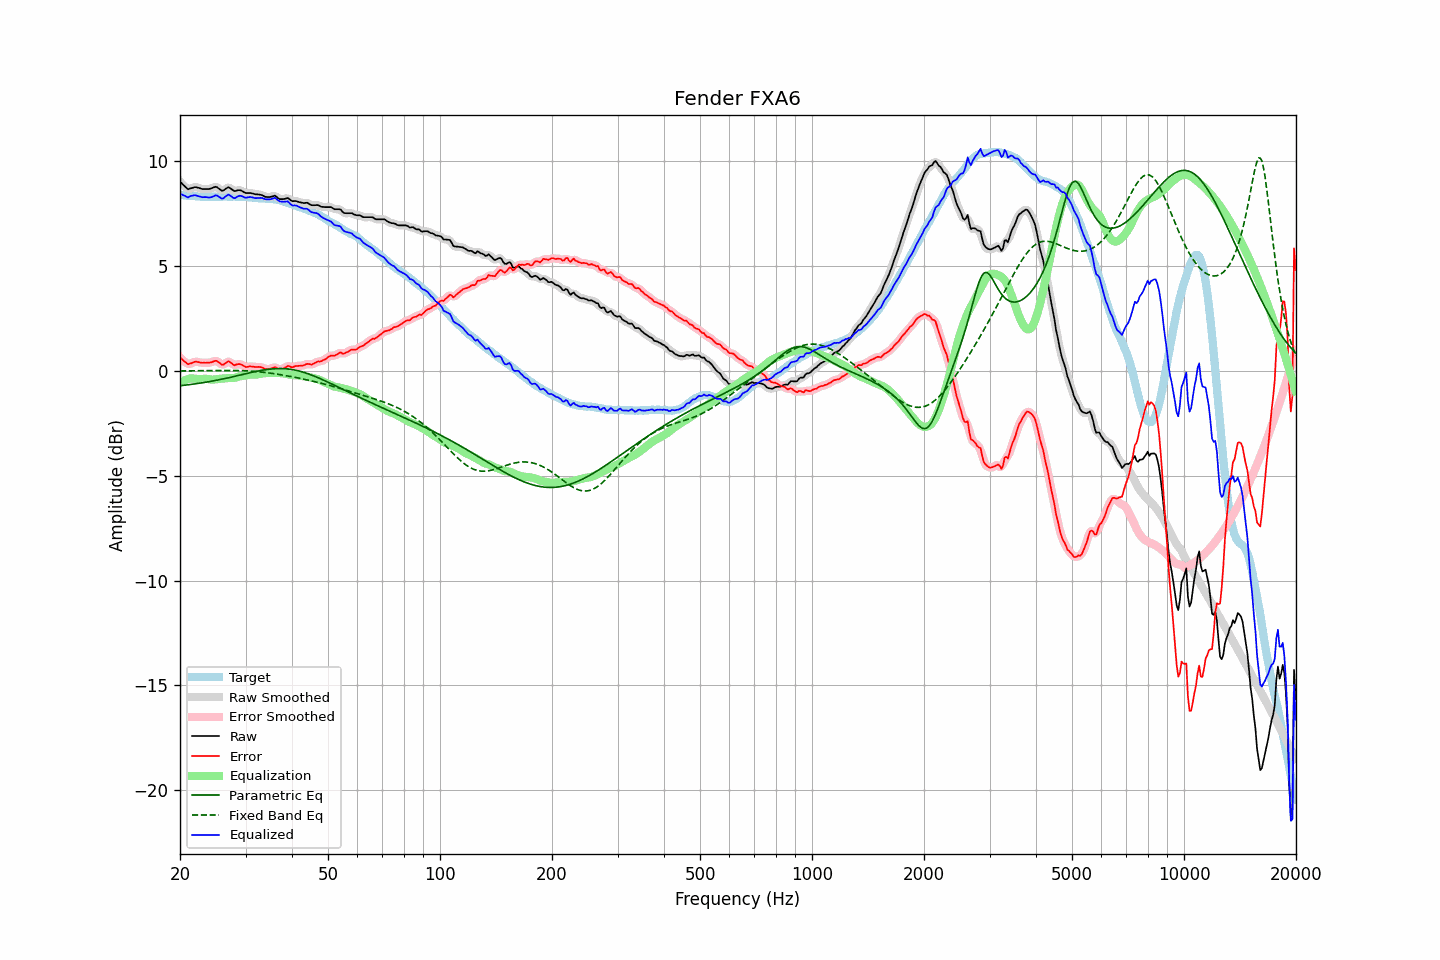 Fender FXA6
10
5
0
−5
−10
−15
−20
Amplitude (dBr)
Target
Raw Smoothed
Error Smoothed
Raw
Error
Equalization
Parametric Eq
Fixed Band Eq
Equalized
20 50 100 200 500 1000 2000 5000 10000 20000
Frequency (Hz)